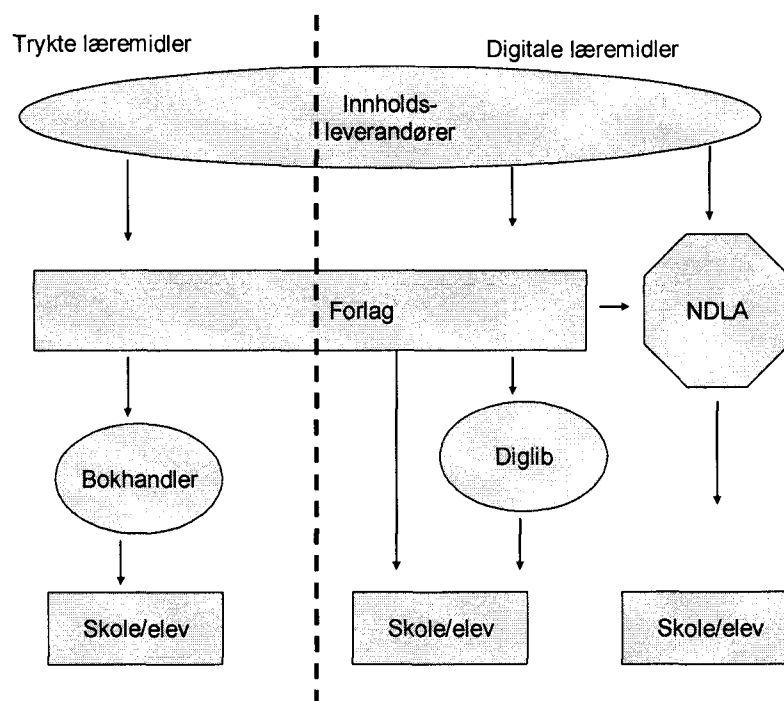 Trykte læremidler
Digitale læremidler
Innholds-
leverandører
Forlag
NDLA
Bokhandler
Diglib
Skole/elev
Skole/elev
Skole/elev